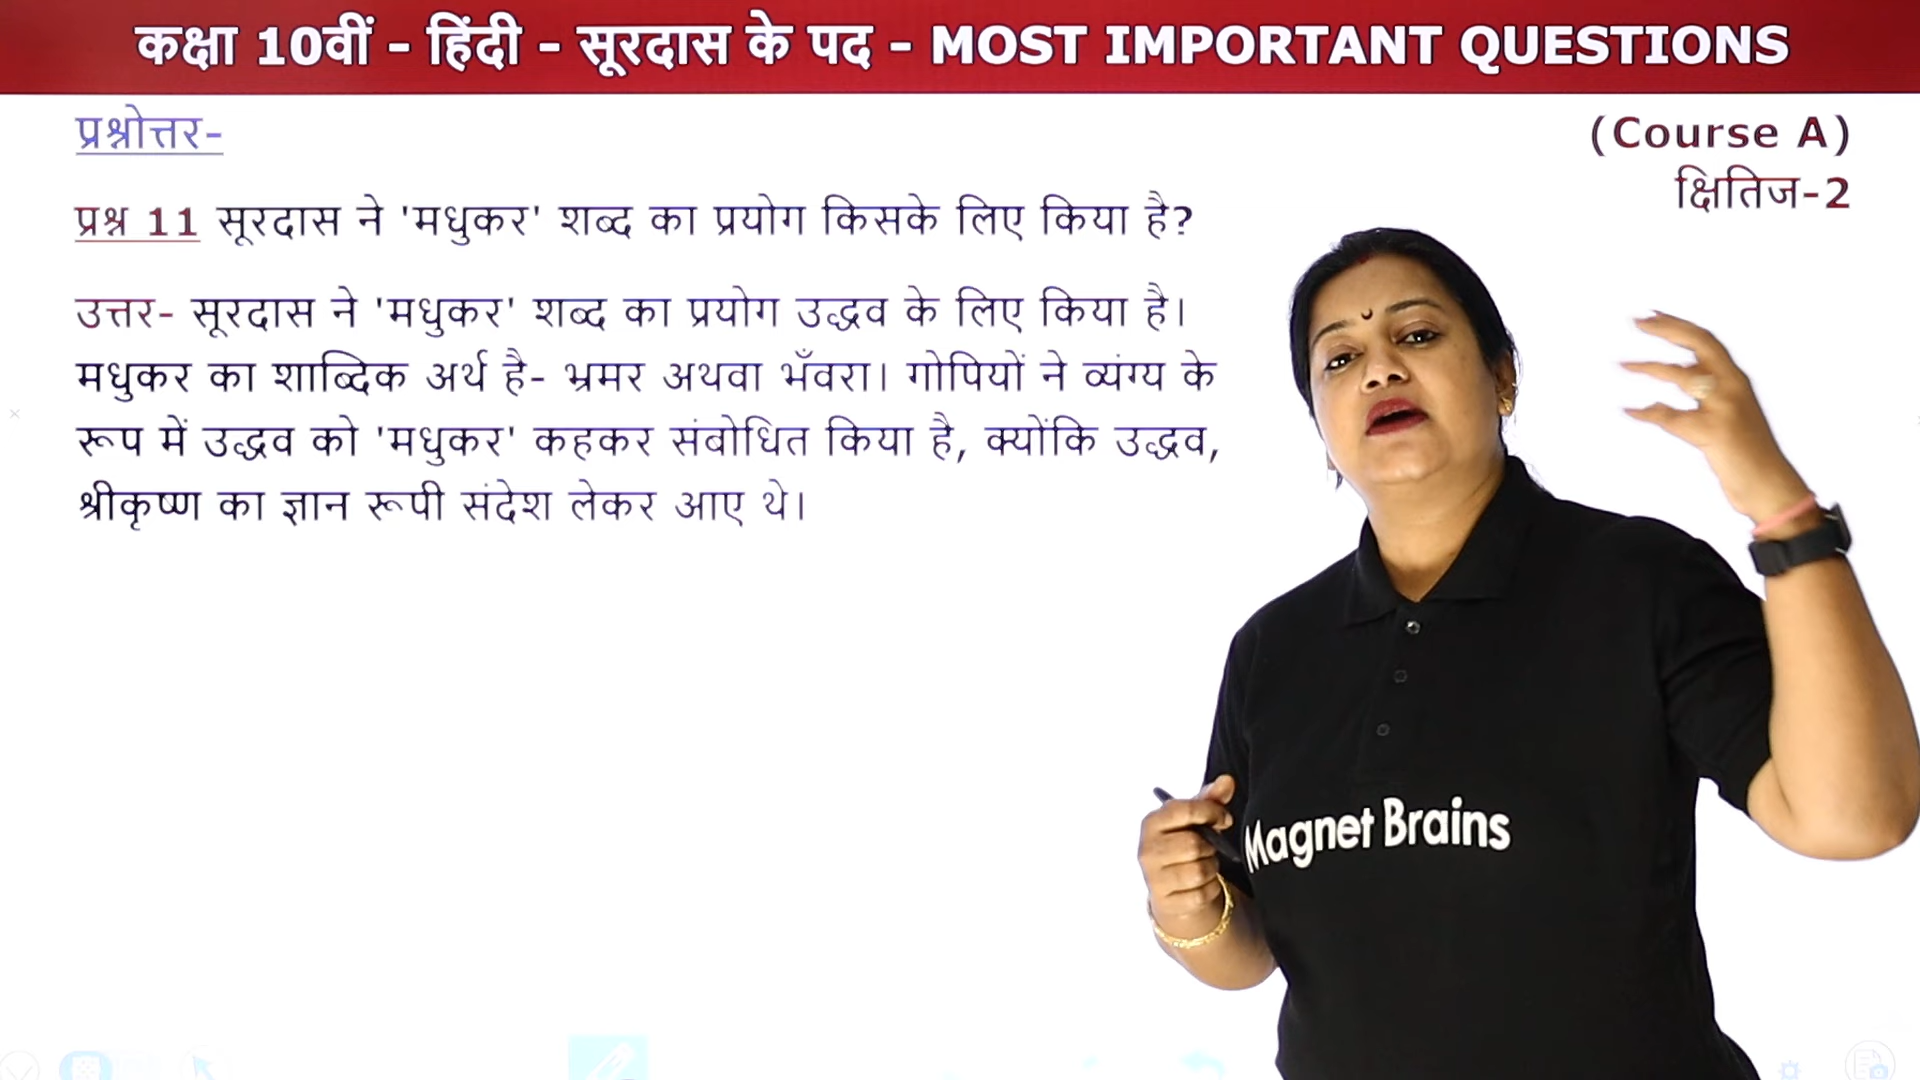 कक्षा 10वीं - हिंदी - सूरदास के पद - MOST IMPORTANT QUESTIONS
प्रश्नोत्तर-
(Course A)
क्षितिज-2
प्रश्न 11 सूरदास ने 'मधुकर' शब्द का प्रयोग किसके लिए किया है?
उत्तर- सूरदास ने 'मधुकर' शब्द का प्रयोग उद्धव के लिए किया है।
मधुकर का शाब्दिक अर्थ है- भ्रमर अथवा भँवरा। गोपियों ने व्यंग्य के
रूप में उद्धव को 'मधुकर' कहकर संबोधित किया है, क्योंकि उद्धव,
श्रीकृष्ण का ज्ञान रूपी संदेश लेकर आए थे।
Magnet Brains